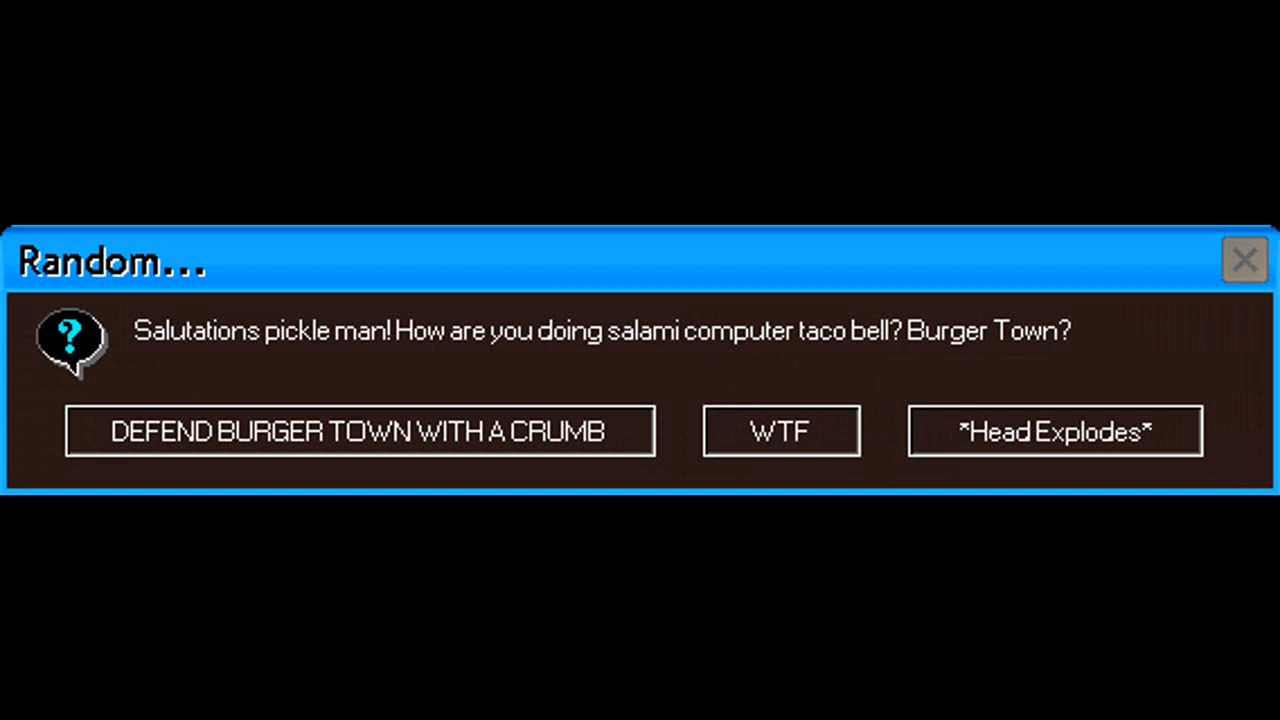 Random...
?
Salutations pickle man! How are you doing salami computer taco bell? Burger Town?
DEFEND BURGER TOWN WITH A CRUMB
WTF
*Head Explodes*